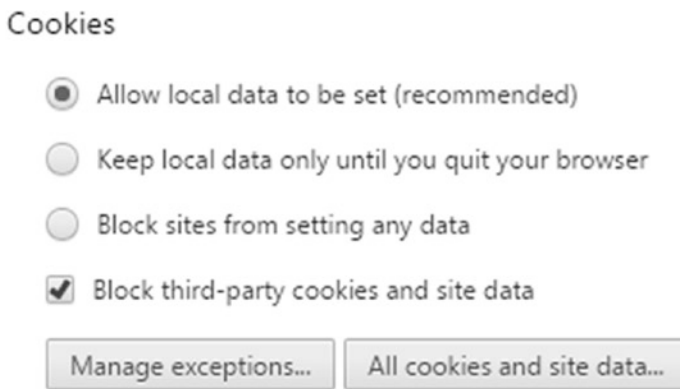 Cookies
Allow local data to be set (recommended)
Keep local data only until you quit your browser
Block sites from setting any data
Block third-party cookies and site data
Manage exceptions... All cookies and site data...